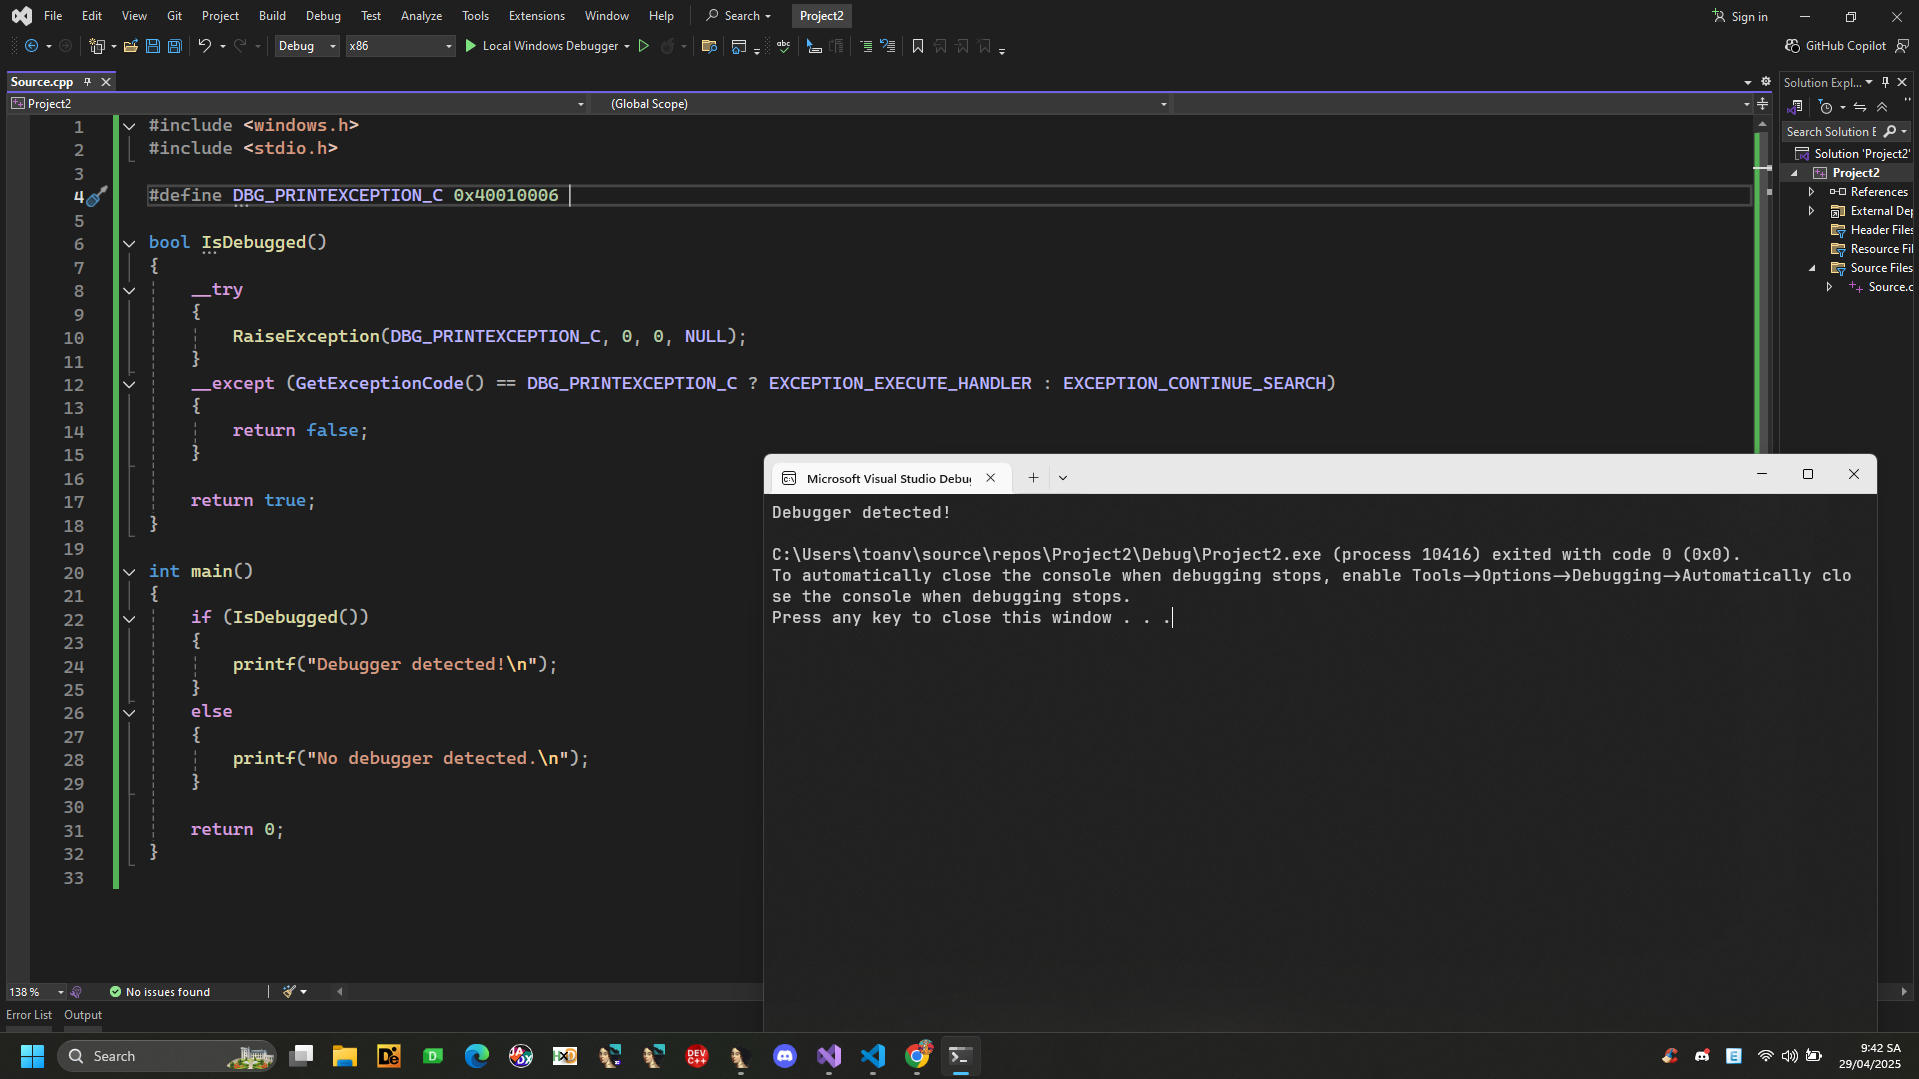 File Edit View Git Project Build Debug Test Analyze Tools Extensions Window Help Search Project2 Sign in
Debug x86 Local Windows Debugger GitHub Copilot
Source.cpp Solution Expl...
Project2 (Global Scope)
Search Solution E
Solution 'Project2'
Project2
References
External Dep
Header Files
Resource Fil
Source Files
Source.c
1 #include <windows.h>
2 #include <stdio.h>
3
4 #define DBG_PRINTEXCEPTION_C 0x40010006
5
6 bool IsDebugged()
7 {
8 __try
9 {
10 RaiseException(DBG_PRINTEXCEPTION_C, 0, 0, NULL);
11 }
12 __except (GetExceptionCode() == DBG_PRINTEXCEPTION_C ? EXCEPTION_EXECUTE_HANDLER : EXCEPTION_CONTINUE_SEARCH)
13 {
14 return false;
15 }
16
17 return true;
18 }
19
20 int main()
21 {
22 if (IsDebugged())
23 {
24 printf("Debugger detected!\n");
25 }
26 else
27 {
28 printf("No debugger detected.\n");
29 }
30
31 return 0;
32 }
33
Microsoft Visual Studio Debu
Debugger detected!
C:\Users\toanv\source\repos\Project2\Debug\Project2.exe (process 10416) exited with code 0 (0x0).
To automatically close the console when debugging stops, enable Tools->Options->Debugging->Automatically clo
se the console when debugging stops.
Press any key to close this window . . .
138 % No issues found
Error List Output
Search
9:42 SA
29/04/2025